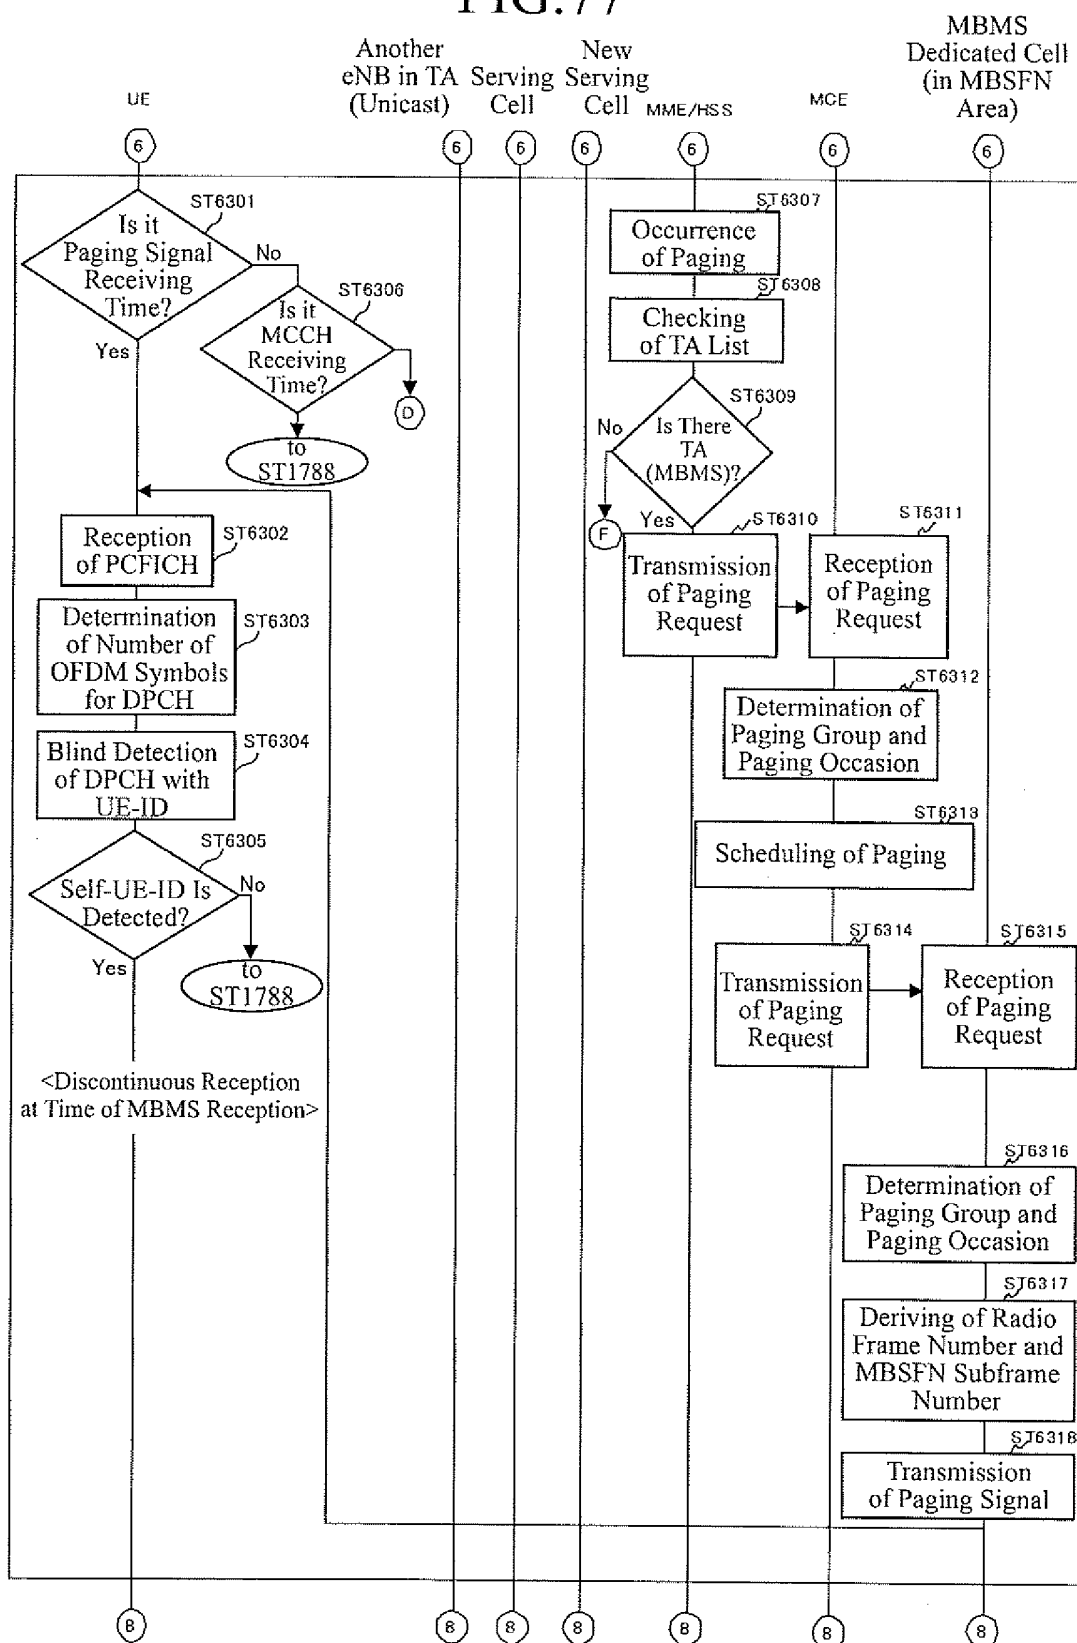 FIG.77
UE
Another
eNB in TA
(Unicast)
Serving
Cell
New
Serving
Cell
MME/HSS
MCE
MBMS
Dedicated Cell
(in MBSFN
Area)
6
6
6
6
6
6
6
Is it
Paging Signal
Receiving
Time?
ST6301
No
Yes
Is it
MCCH
Receiving
Time?
ST6306
D
to
ST1788
Reception
of PCFICH
ST6302
Determination
of Number of
OFDM Symbols
for DPCH
ST6303
Blind Detection
of DPCH with
UE-ID
ST6304
Self-UE-ID Is
Detected?
ST6305
No
Yes
to
ST1788
<Discontinuous Reception
at Time of MBMS Reception>
ST6307
Occurrence
of Paging
ST6308
Checking
of TA List
ST6309
Is There
TA
(MBMS)?
No
Yes
F
ST6310
Transmission
of Paging
Request
ST6311
Reception
of Paging
Request
ST6312
Determination of
Paging Group and
Paging Occasion
ST6313
Scheduling of Paging
ST6314
Transmission
of Paging
Request
ST6315
Reception
of Paging
Request
ST6316
Determination of
Paging Group and
Paging Occasion
ST6317
Deriving of Radio
Frame Number and
MBSFN Subframe
Number
ST6318
Transmission
of Paging Signal
8
8
8
8
8
8
8